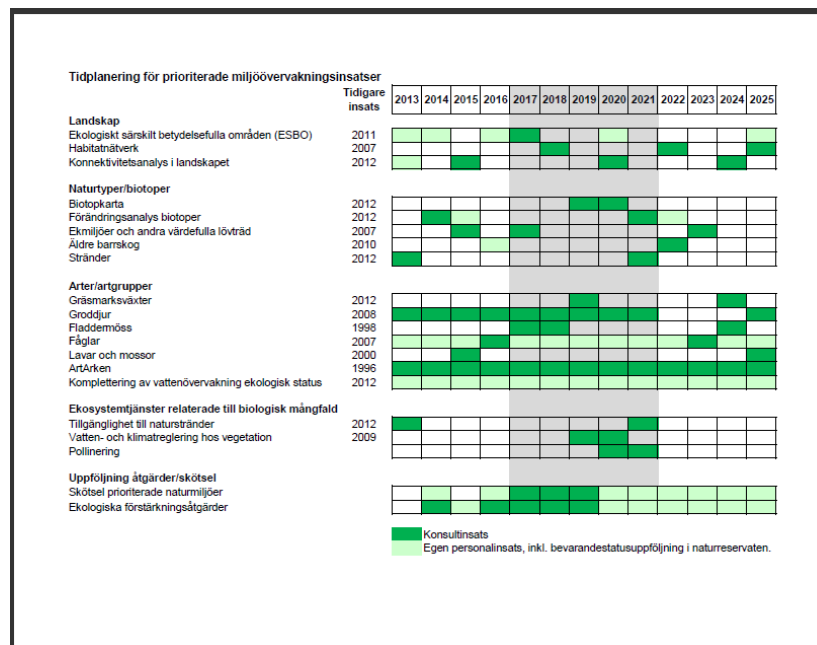 Tidplanering för prioriterade miljöövervakningsinsatser
Tidigare insats 2013 2014 2015 2016 2017 2018 2019 2020 2021 2022 2023 2024 2025
Landskap
Ekologiskt särskilt betydelsefulla områden (ESBO) 2011
Habitatnätverk 2007
Konnektivitetsanalys i landskapet 2012
Naturtyper/biotoper
Biotopkarta 2012
Förändringsanalys biotoper 2012
Ekmiljöer och andra värdefulla lövträd 2007
Äldre barrskog 2010
Stränder 2012
Arter/artgrupper
Gräsmarksväxter 2012
Groddjur 2008
Fladdermöss 1998
Fåglar 2007
Lavar och mossor 2000
ArtArken 1996
Komplettering av vattenövervakning ekologisk status 2012
Ekosystemtjänster relaterade till biologisk mångfald
Tillgänglighet till naturstränder 2012
Vatten- och klimatreglering hos vegetation 2009
Pollinering
Uppföljning åtgärder/skötsel
Skötsel prioriterade naturmiljöer
Ekologiska förstärkningsåtgärder
Konsultinsats
Egen personalinsats, inkl. bevarandestatusuppföljning i naturreservaten.